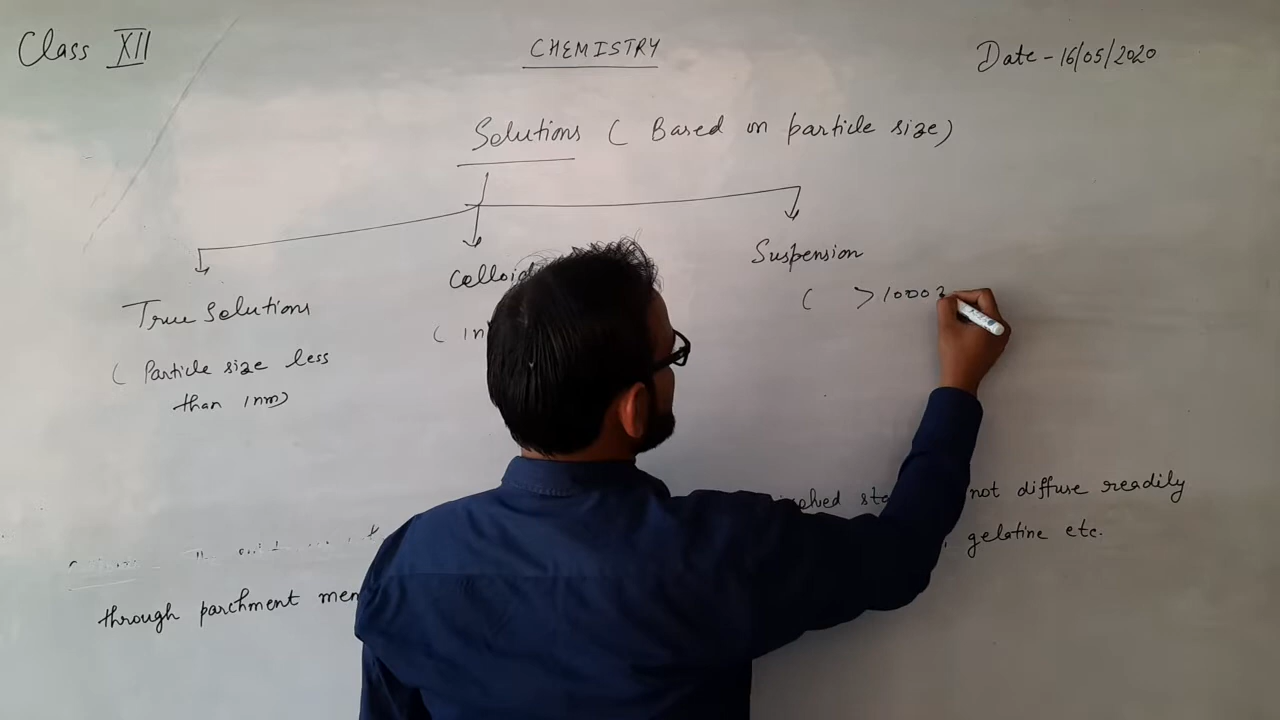 Class XII
CHEMISTRY
Date - 16/05/2020
Solutions ( Based on particle size)
True Solutions
( Particle size less
than 1nm)
Colloid
( 1n
Suspension
( > 1000
not diffuse readily
gelatine etc.
through parchment mem